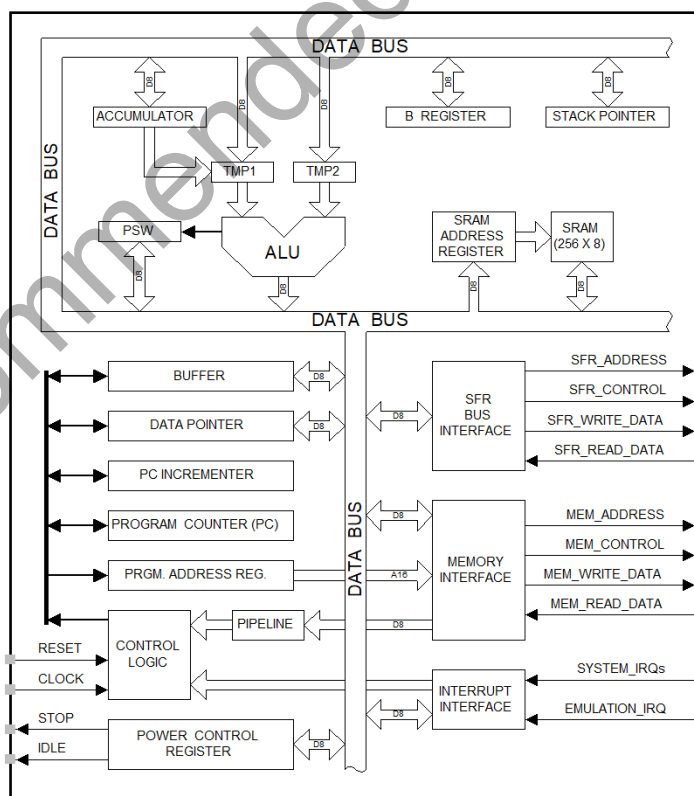 DATA BUS
D8
D8
D8
D8
D8
ACCUMULATOR
B REGISTER
STACK POINTER
DATA BUS
TMP1
TMP2
PSW
ALU
SRAM
ADDRESS
REGISTER
SRAM
(256 X 8)
D8
D8
D8
D8
DATA BUS
BUFFER
D8
DATA POINTER
D8
PC INCREMENTER
PROGRAM COUNTER (PC)
PRGM. ADDRESS REG.
A16
DATA BUS
D8
SFR
BUS
INTERFACE
SFR_ADDRESS
SFR_CONTROL
SFR_WRITE_DATA
SFR_READ_DATA
D8
MEMORY
INTERFACE
MEM_ADDRESS
MEM_CONTROL
MEM_WRITE_DATA
MEM_READ_DATA
PIPELINE
D8
RESET
CLOCK
CONTROL
LOGIC
INTERRUPT
INTERFACE
SYSTEM_IRQs
EMULATION_IRQ
D8
STOP
IDLE
POWER CONTROL
REGISTER
D8
ommended